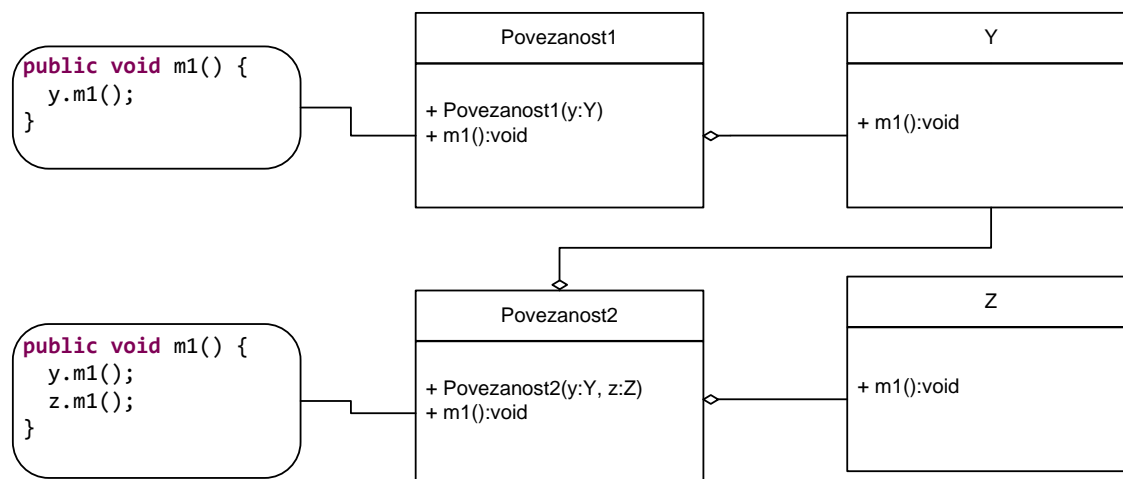 public void m1() {
  y.m1();
}
Povezanost1
+ Povezanost1(y:Y)
+ m1():void
Y
+ m1():void
public void m1() {
  y.m1();
  z.m1();
}
Povezanost2
+ Povezanost2(y:Y, z:Z)
+ m1():void
Z
+ m1():void